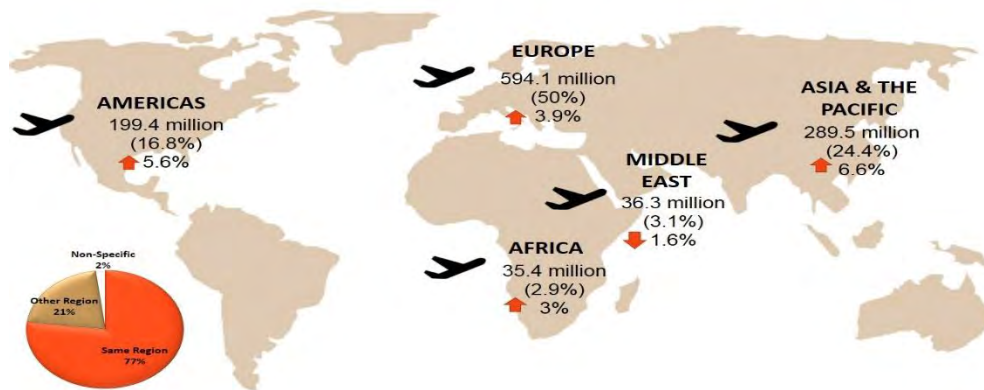 AMERICAS
199.4 million
(16.8%)
5.6%
EUROPE
594.1 million
(50%)
3.9%
ASIA & THE
PACIFIC
289.5 million
(24.4%)
6.6%
MIDDLE
EAST
36.3 million
(3.1%)
1.6%
AFRICA
35.4 million
(2.9%)
3%
Non-Specific
2%
Other Region
21%
Same Region
77%